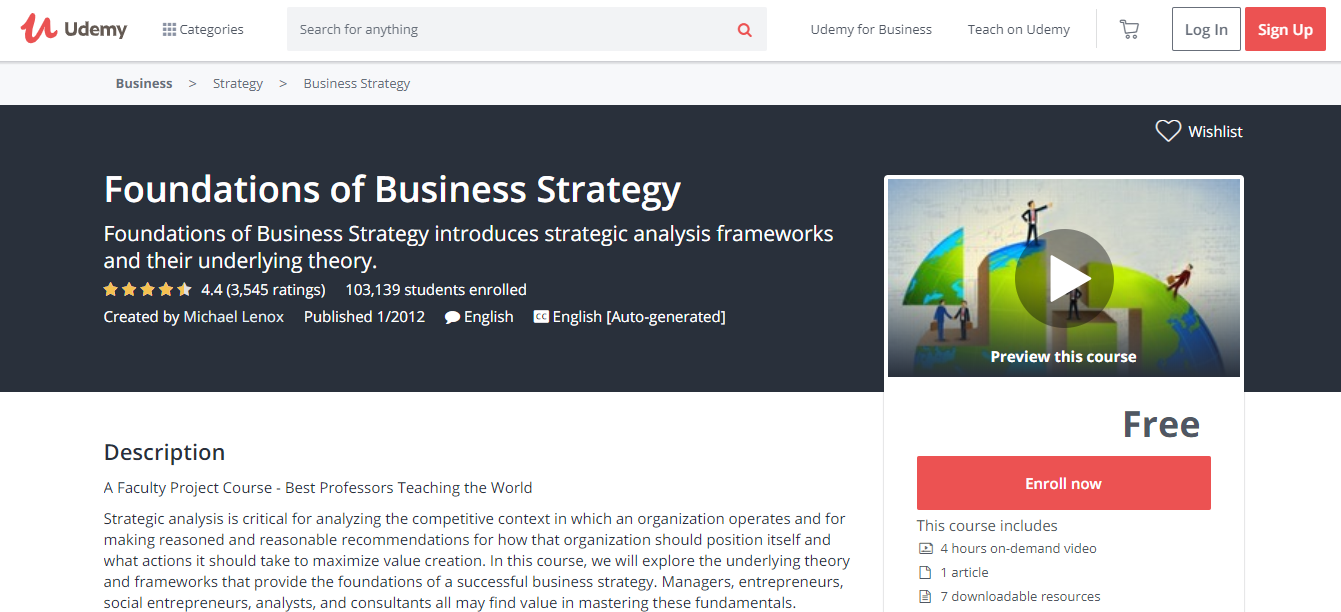 Udemy
Categories
Search for anything
Udemy for Business
Teach on Udemy
Log In
Sign Up
Business > Strategy > Business Strategy
Wishlist
Foundations of Business Strategy
Foundations of Business Strategy introduces strategic analysis frameworks
and their underlying theory.
4.4 (3,545 ratings) 103,139 students enrolled
Created by Michael Lenox Published 1/2012 English CC English [Auto-generated]
Preview this course
Free
Enroll now
This course includes
4 hours on-demand video
1 article
7 downloadable resources
Description
A Faculty Project Course - Best Professors Teaching the World
Strategic analysis is critical for analyzing the competitive context in which an organization operates and for
making reasoned and reasonable recommendations for how that organization should position itself and
what actions it should take to maximize value creation. In this course, we will explore the underlying theory
and frameworks that provide the foundations of a successful business strategy. Managers, entrepreneurs,
social entrepreneurs, analysts, and consultants all may find value in mastering these fundamentals.